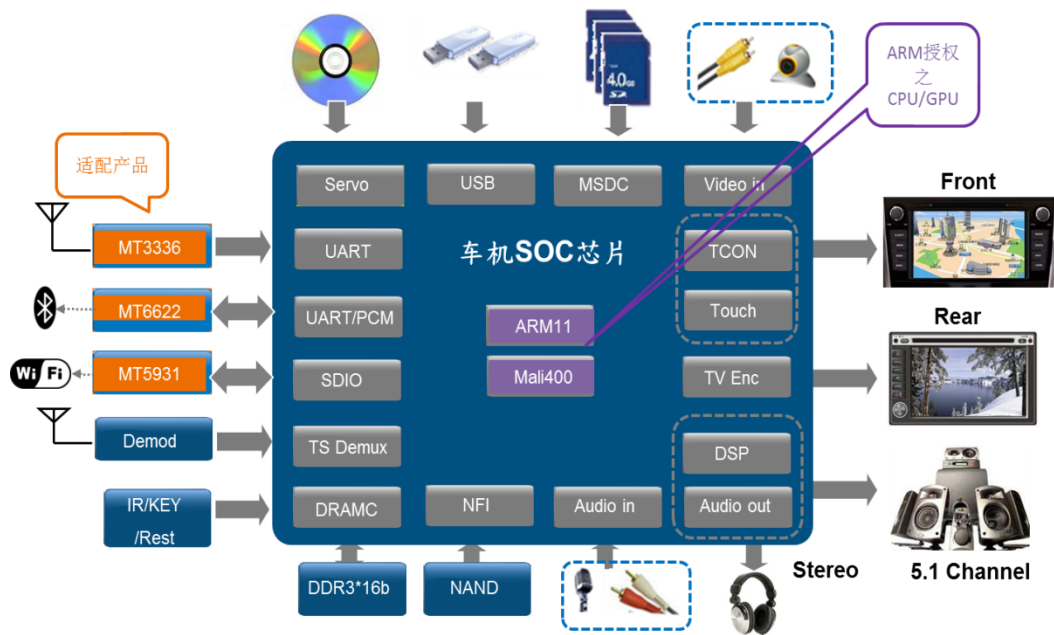 4.0GB
SD
ARM授权
之
CPU/GPU
适配产品
Servo
USB
MSDC
Video in
Front
MT3336
UART
车机SOC芯片
TCON
MT6622
UART/PCM
ARM11
Touch
Rear
Wi Fi
MT5931
SDIO
Mali400
TV Enc
Demod
TS Demux
DSP
IR/KEY
/Rest
DRAMC
NFI
Audio in
Audio out
DDR3*16b
NAND
Stereo
5.1 Channel